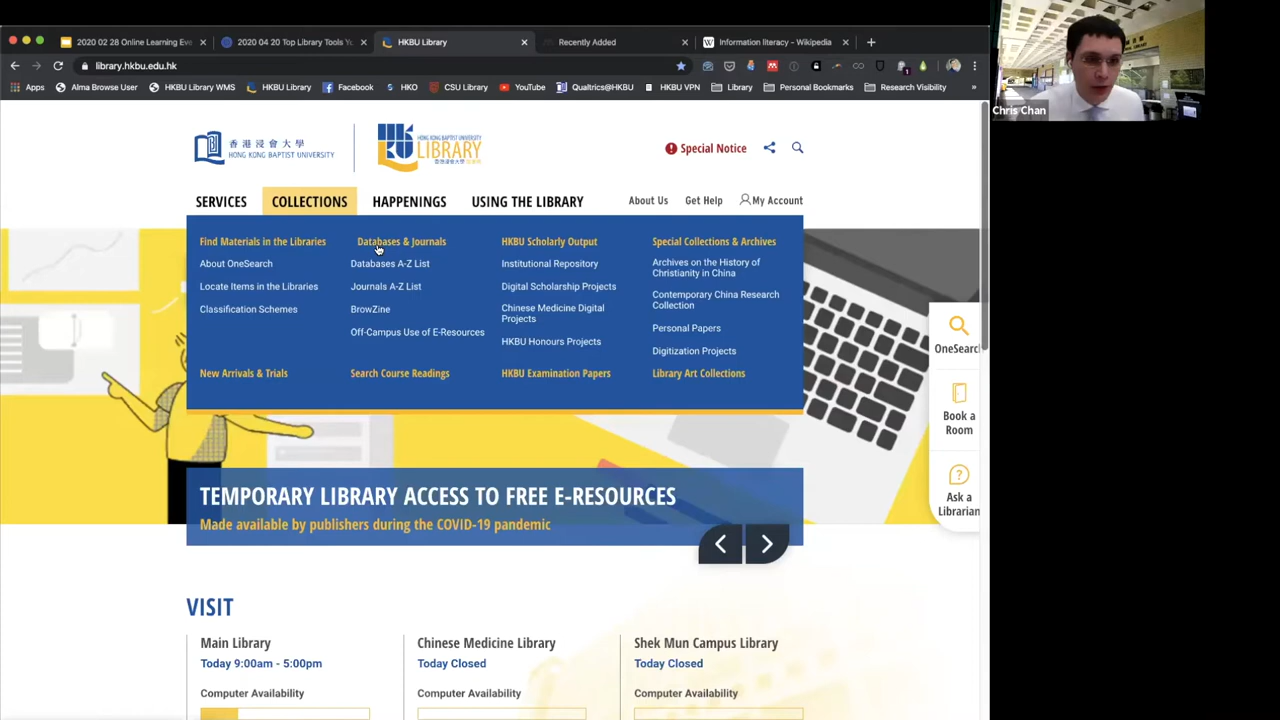 2020 02 28 Online Learning Eve
2020 04 20 Top Library Tools Y
HKBU Library
Recently Added
Information literacy - Wikipedia
library.hkbu.edu.hk
Apps
Alma Browse User
HKBU Library WMS
HKBU Library
Facebook
HKO
CSU Library
YouTube
Qualtrics@HKBU
HKBU VPN
Library
Personal Bookmarks
Research Visibility
Chris Chan
香港浸會大學
HONG KONG BAPTIST UNIVERSITY
HKBU
LIBRARY
Special Notice
SERVICES
COLLECTIONS
HAPPENINGS
USING THE LIBRARY
About Us
Get Help
My Account
Find Materials in the Libraries
About OneSearch
Locate Items in the Libraries
Classification Schemes
Databases & Journals
Databases A-Z List
Journals A-Z List
BrowZine
Off-Campus Use of E-Resources
HKBU Scholarly Output
Institutional Repository
Digital Scholarship Projects
Chinese Medicine Digital
Projects
HKBU Honours Projects
Special Collections & Archives
Archives on the History of
Christianity in China
Contemporary China Research
Collection
Personal Papers
Digitization Projects
New Arrivals & Trials
Search Course Readings
HKBU Examination Papers
Library Art Collections
OneSearch
Book a
Room
Ask a
Librarian
TEMPORARY LIBRARY ACCESS TO FREE E-RESOURCES
Made available by publishers during the COVID-19 pandemic
VISIT
Main Library
Today 9:00am - 5:00pm
Computer Availability
Chinese Medicine Library
Today Closed
Computer Availability
Shek Mun Campus Library
Today Closed
Computer Availability